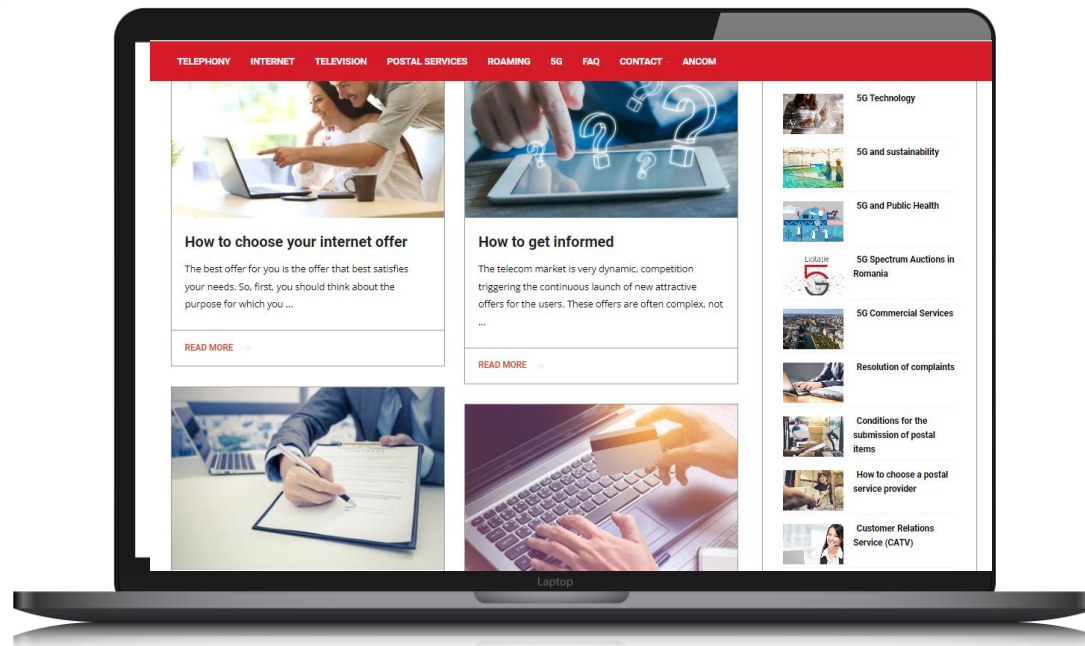 TELEPHONY INTERNET TELEVISION POSTAL SERVICES ROAMING 5G FAQ CONTACT ANCOM
How to choose your internet offer
The best offer for you is the offer that best satisfies
your needs. So, first, you should think about the
purpose for which you ...
READ MORE
How to get informed
The telecom market is very dynamic, competition
triggering the continuous launch of new attractive
offers for the users. These offers are often complex, not
...
READ MORE
5G Technology
5G and sustainability
5G and Public Health
Licitație
5G
5G Spectrum Auctions in
Romania
5G Commercial Services
Resolution of complaints
Conditions for the
submission of postal
items
How to choose a postal
service provider
Customer Relations
Service (CATV)
Laptop